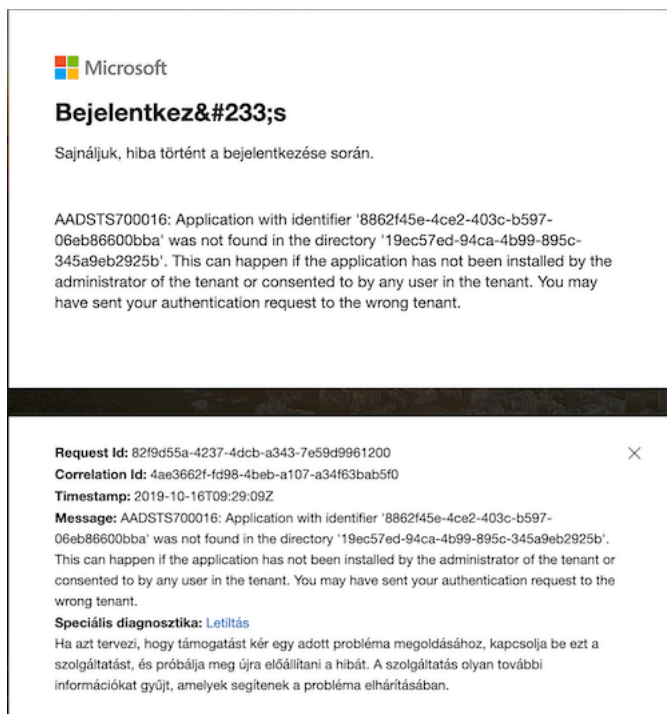 Microsoft
Bejelentkez&#233;s
Sajnáljuk, hiba történt a bejelentkezése során.
AADSTS700016: Application with identifier '8862f45e-4ce2-403c-b597-
06eb86600bba' was not found in the directory '19ec57ed-94ca-4b99-895c-
345a9eb2925b'. This can happen if the application has not been installed by the
administrator of the tenant or consented to by any user in the tenant. You may
have sent your authentication request to the wrong tenant.
Request Id: 82f9d55a-4237-4dcb-a343-7e59d9961200
Correlation Id: 4ae3662f-fd98-4beb-a107-a34f63bab5f0
Timestamp: 2019-10-16T09:29:09Z
Message: AADSTS700016: Application with identifier '8862f45e-4ce2-403c-b597-
06eb86600bba' was not found in the directory '19ec57ed-94ca-4b99-895c-345a9eb2925b'.
This can happen if the application has not been installed by the administrator of the tenant or
consented to by any user in the tenant. You may have sent your authentication request to the
wrong tenant.
Speciális diagnosztika: Letiltás
Ha azt tervezi, hogy támogatást kér egy adott probléma megoldásához, kapcsolja be ezt a
szolgáltatást, és próbálja meg újra előállítani a hibát. A szolgáltatás olyan további
információkat gyűjt, amelyek segítenek a probléma elhárításában.